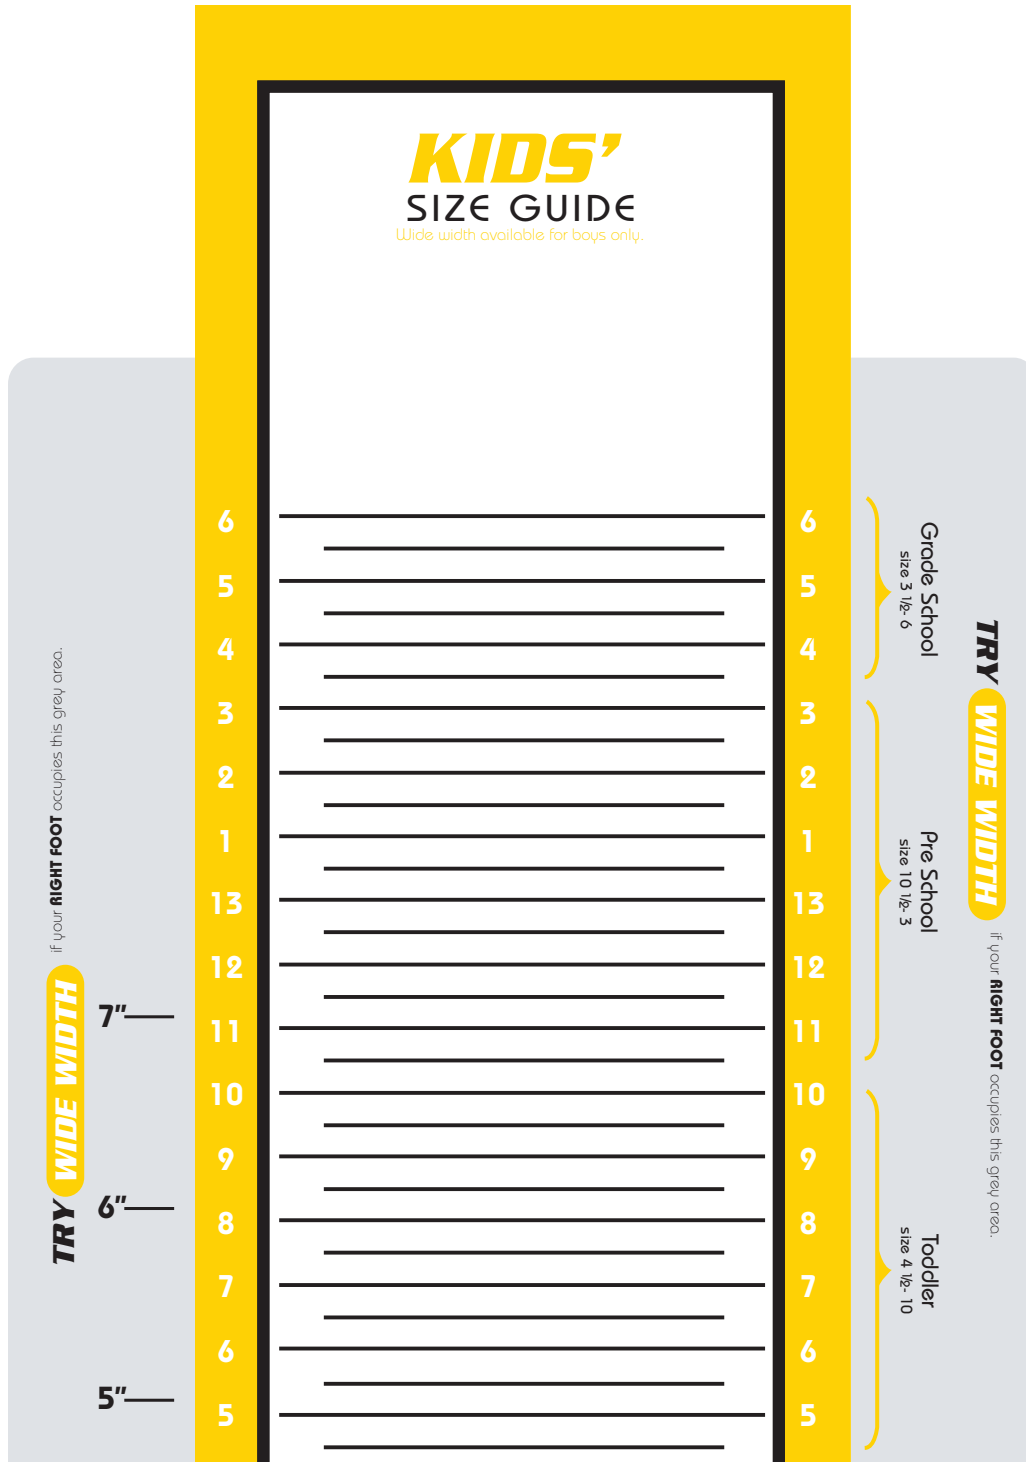 KIDS'
SIZE GUIDE
Wide width available for boys only.
6 6
5 5
4 4
3 3
2 2
1 1
13 13
12 12
11 11
10 10
9 9
8 8
7 7
6 6
5 5
7"
6"
5"
TRY WIDE WIDTH if your RIGHT FOOT occupies this grey area.
Grade School
size 3 1/2- 6
Pre School
size 10 1/2- 3
Toddler
size 4 1/2- 10
TRY WIDE WIDTH if your RIGHT FOOT occupies this grey area.